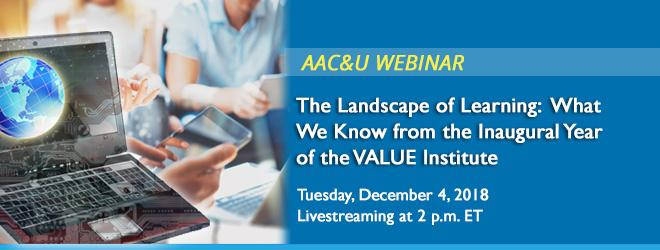 AAC&U WEBINAR
The Landscape of Learning: What
We Know from the Inaugural Year
of the VALUE Institute
Tuesday, December 4, 2018
Livestreaming at 2 p.m. ET